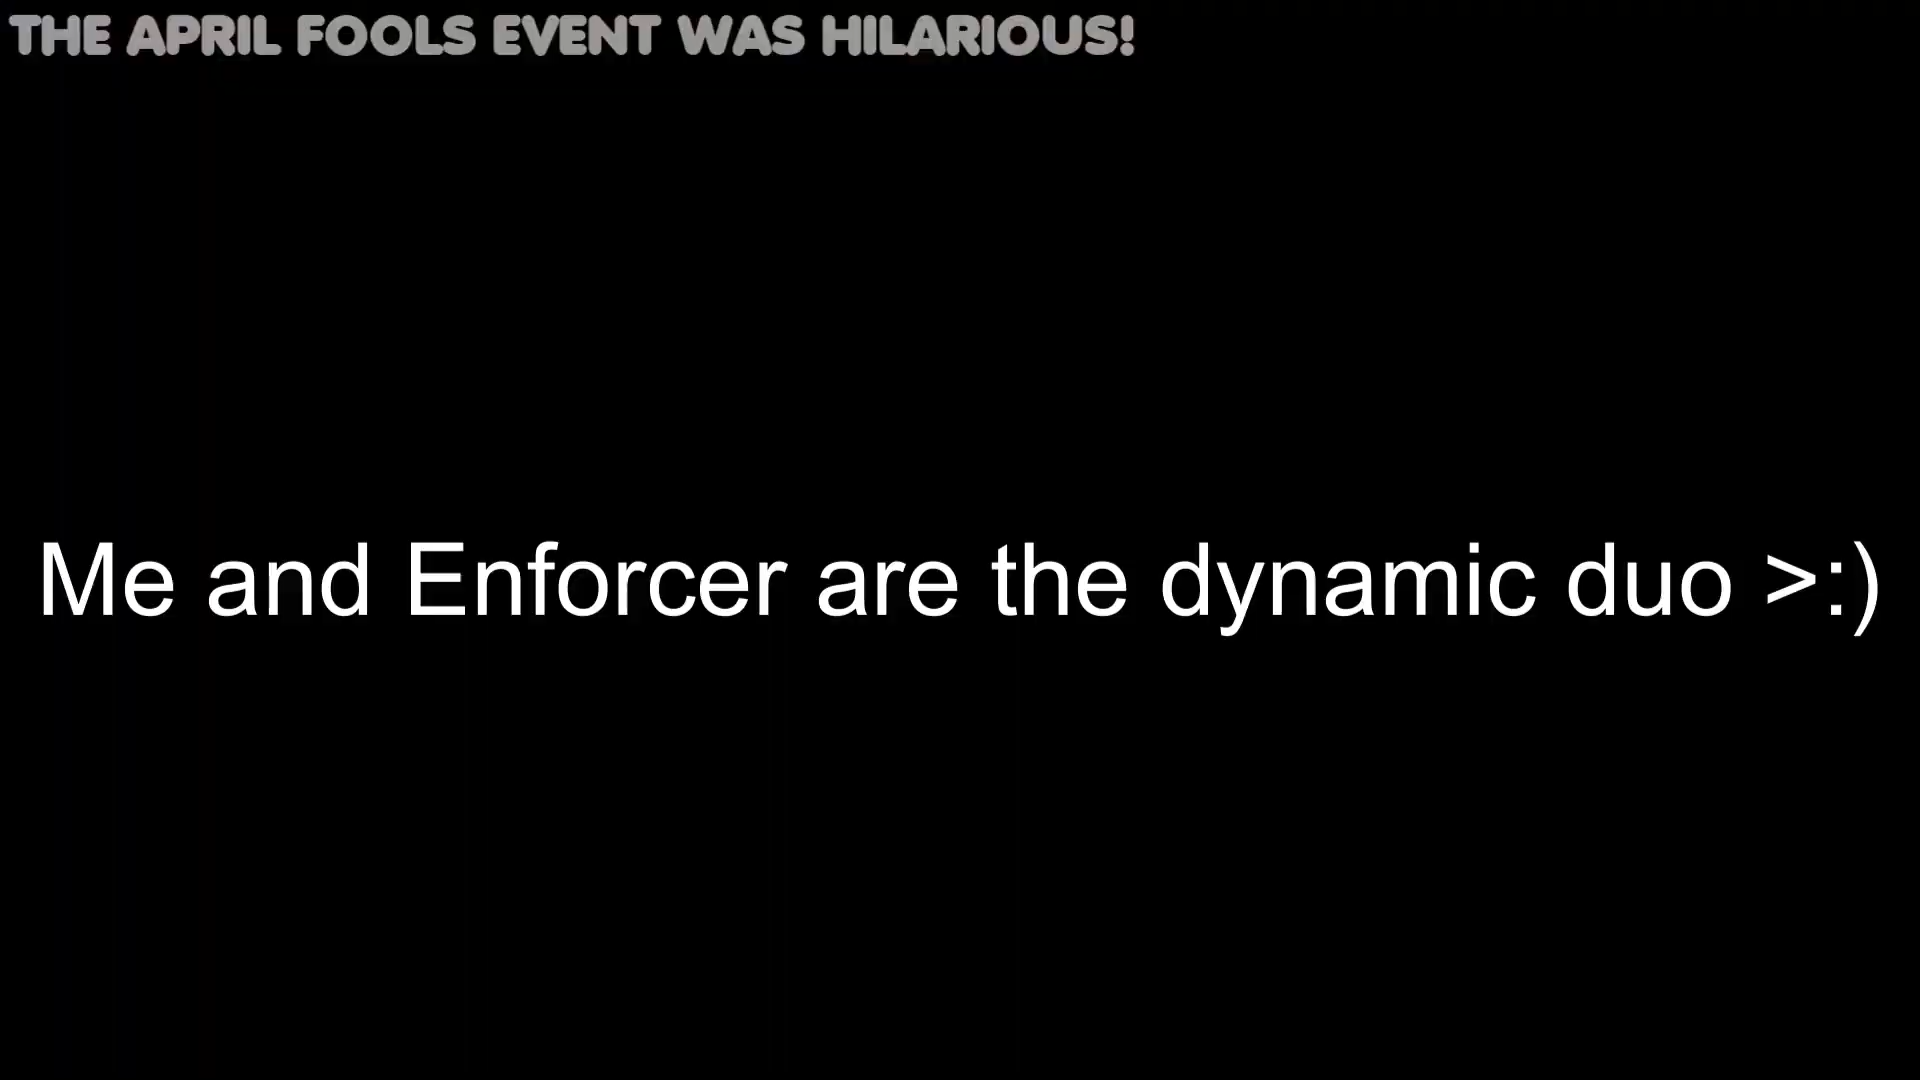 THE APRIL FOOLS EVENT WAS HILARIOUS!
Me and Enforcer are the dynamic duo >:)